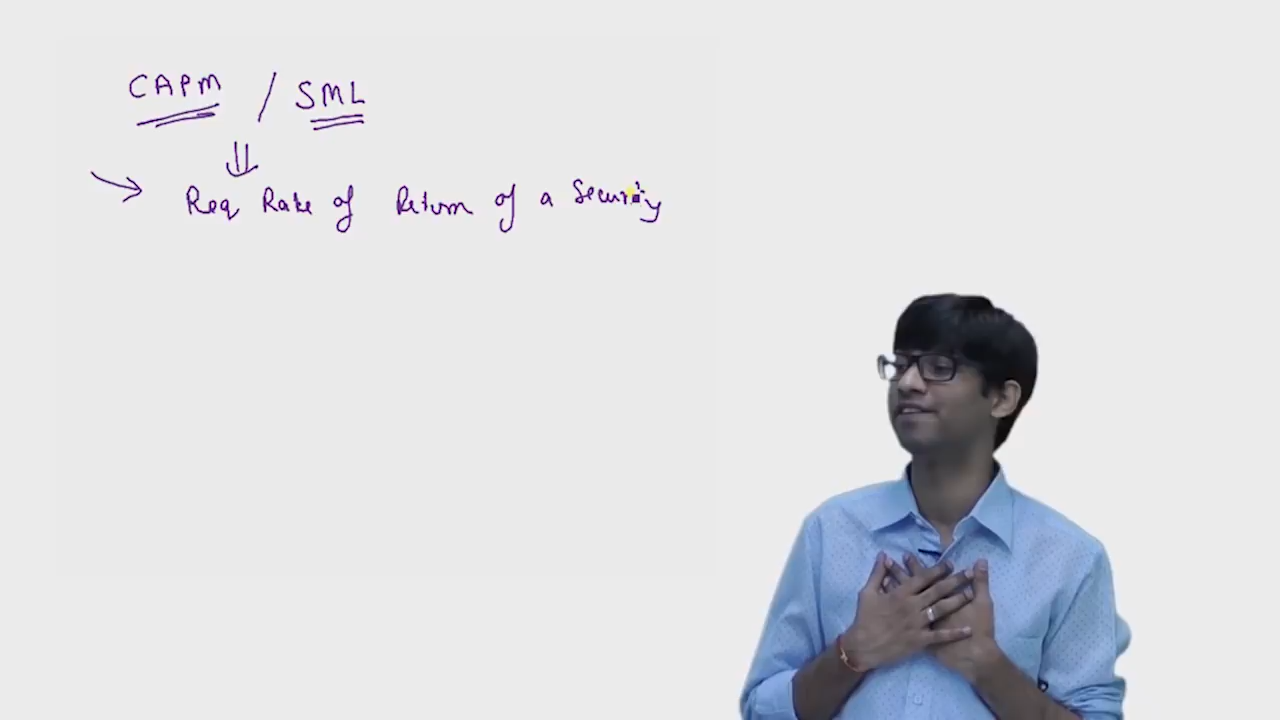 CAPM / SML
Req Rate of Return of a Security